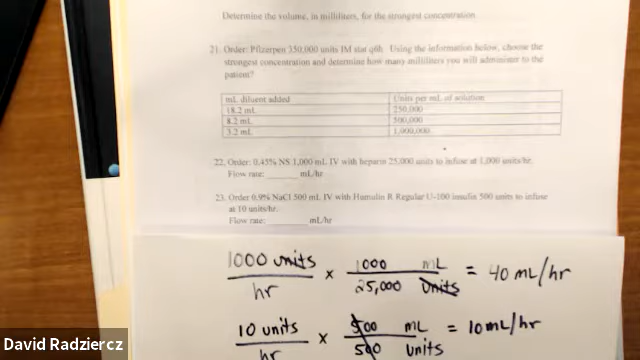 Determine the volume, in milliliters, for the strongest concentration
21. Order: Pfizerpen 350,000 units IM stat q6h. Using the information below, choose the
strongest concentration and determine how many milliliters you will administer to the
patient?
mL diluent added Units per mL of solution
18.2 mL 250,000
8.2 mL 500,000
3.2 mL 1,000,000
22. Order: 0.45% NS 1,000 mL IV with heparin 25,000 units to infuse at 1,000 units/hr.
Flow rate: ______ mL/hr
23. Order 0.9% NaCl 500 mL IV with Humulin R Regular U-100 insulin 500 units to infuse
at 10 units/hr.
Flow rate: ______ mL/hr
1000 units / hr x 1000 mL / 25,000 units = 40 mL/hr
10 units / hr x 500 mL / 500 units = 10 mL/hr
David Radziercz